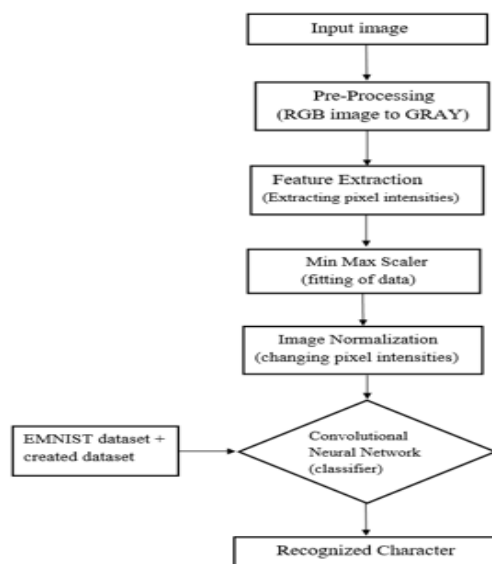 Input image
Pre-Processing
(RGB image to GRAY)
Feature Extraction
(Extracting pixel intensities)
Min Max Scaler
(fitting of data)
Image Normalization
(changing pixel intensities)
EMNIST dataset +
created dataset
Convolutional
Neural Network
(classifier)
Recognized Character